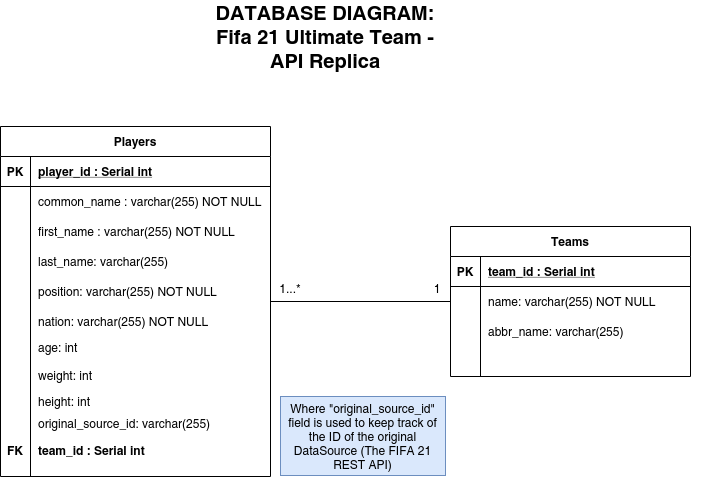 DATABASE DIAGRAM:
Fifa 21 Ultimate Team -
API Replica
Players
PK player_id : Serial int
common_name : varchar(255) NOT NULL
first_name : varchar(255) NOT NULL
last_name: varchar(255)
position: varchar(255) NOT NULL
nation: varchar(255) NOT NULL
age: int
weight: int
height: int
original_source_id: varchar(255)
FK team_id : Serial int
1...* 1
Teams
PK team_id : Serial int
name: varchar(255) NOT NULL
abbr_name: varchar(255)
Where "original_source_id"
field is used to keep track of
the ID of the original
DataSource (The FIFA 21
REST API)